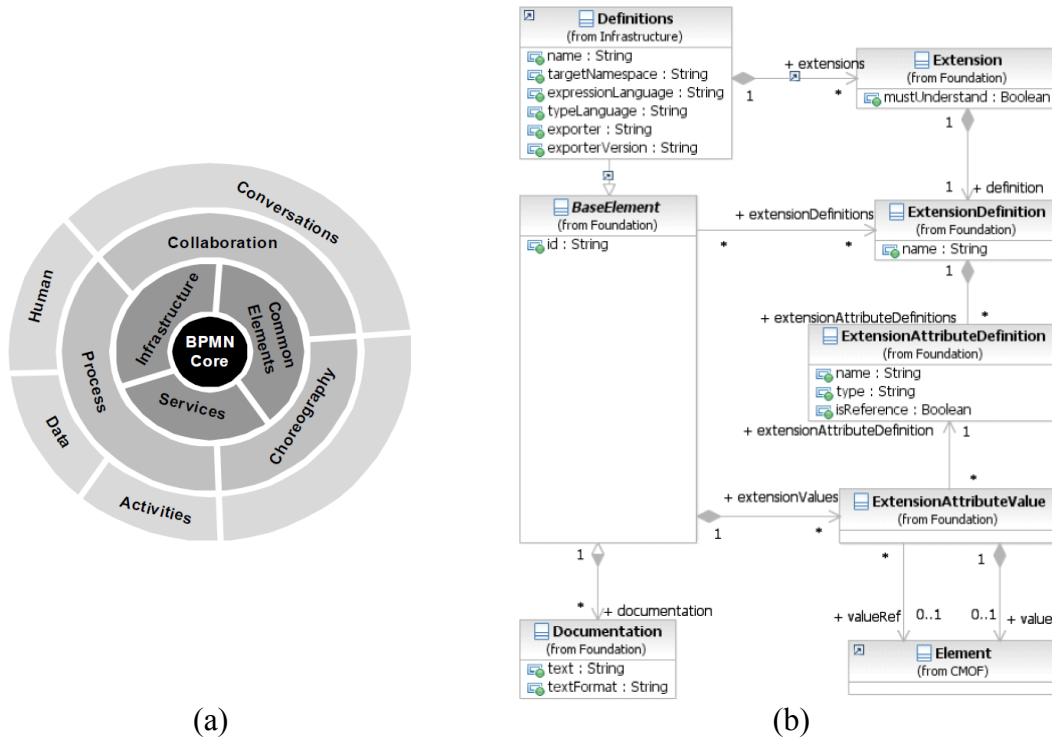 Conversations
Collaboration
Human
Infrastructure
Common
Elements
BPMN
Core
Process
Services
Choreography
Data
Activities
(a)
Definitions
(from Infrastructure)
name : String
targetNamespace : String
expressionLanguage : String
typeLanguage : String
exporter : String
exporterVersion : String
+ extensions
1
*
Extension
(from Foundation)
mustUnderstand : Boolean
1
1
+ definition
BaseElement
(from Foundation)
id : String
+ extensionDefinitions
*
*
ExtensionDefinition
(from Foundation)
name : String
1
*
+ extensionAttributeDefinitions
ExtensionAttributeDefinition
(from Foundation)
name : String
type : String
isReference : Boolean
+ extensionAttributeDefinition
1
*
+ extensionValues
1
*
ExtensionAttributeValue
(from Foundation)
1
*
+ documentation
*
1
+ valueRef
0..1
0..1
+ value
Documentation
(from Foundation)
text : String
textFormat : String
Element
(from CMOF)
(b)